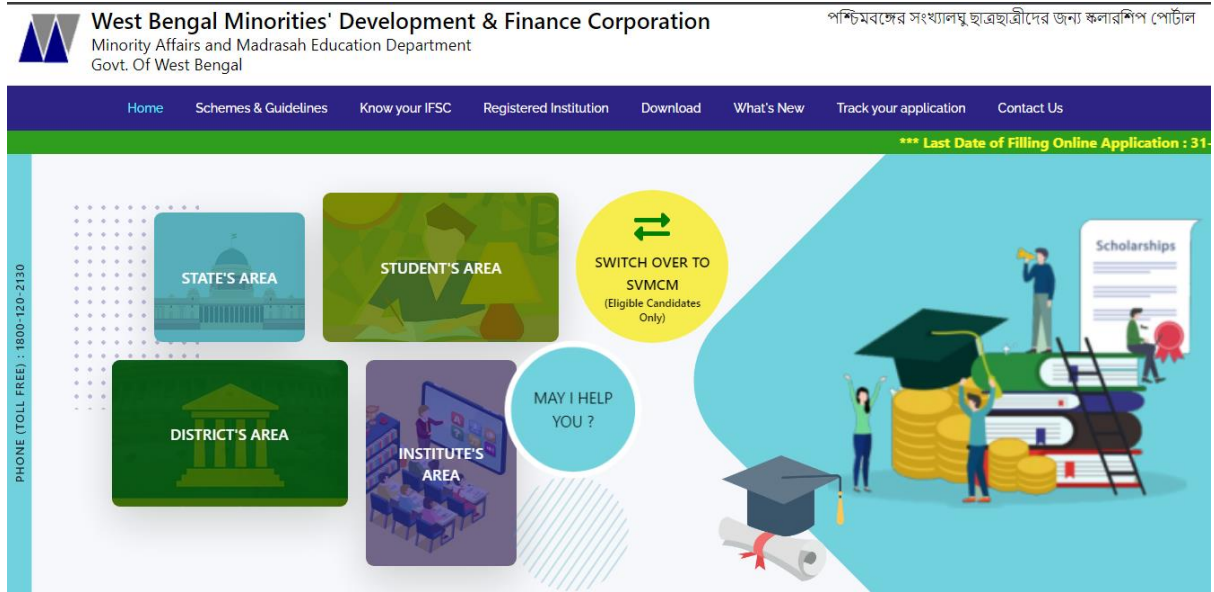 West Bengal Minorities' Development & Finance Corporation
Minority Affairs and Madrasah Education Department
Govt. Of West Bengal
পশ্চিমবঙ্গের সংখ্যালঘু ছাত্রছাত্রীদের জন্য স্কলারশিপ পোর্টাল
Home Schemes & Guidelines Know your IFSC Registered Institution Download What's New Track your application Contact Us
*** Last Date of Filling Online Application : 31-
PHONE (TOLL FREE) : 1800-120-2130
STATE'S AREA
STUDENT'S AREA
SWITCH OVER TO
SVMCM
(Eligible Candidates
Only)
Scholarships
DISTRICT'S AREA
INSTITUTE'S
AREA
MAY I HELP
YOU ?